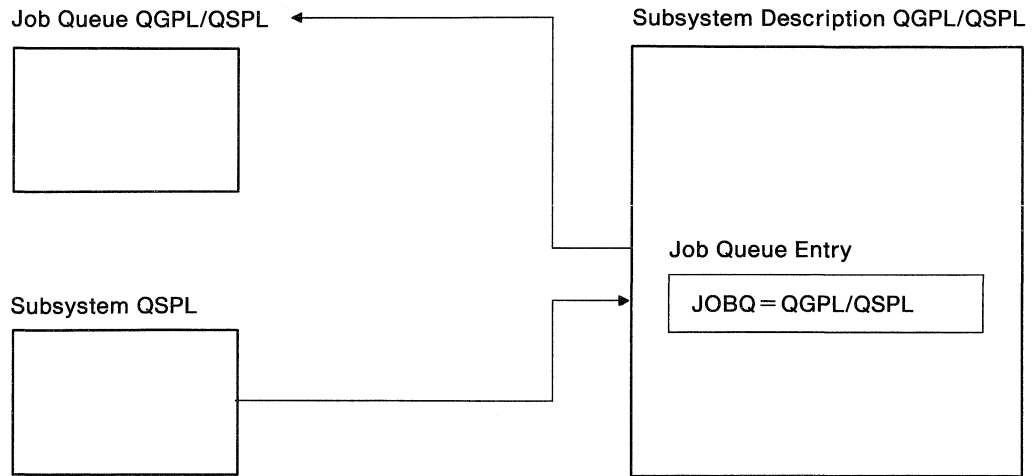 Job Queue QGPL/QSPL
Subsystem Description QGPL/QSPL
Job Queue Entry
JOBQ = QGPL/QSPL
Subsystem QSPL